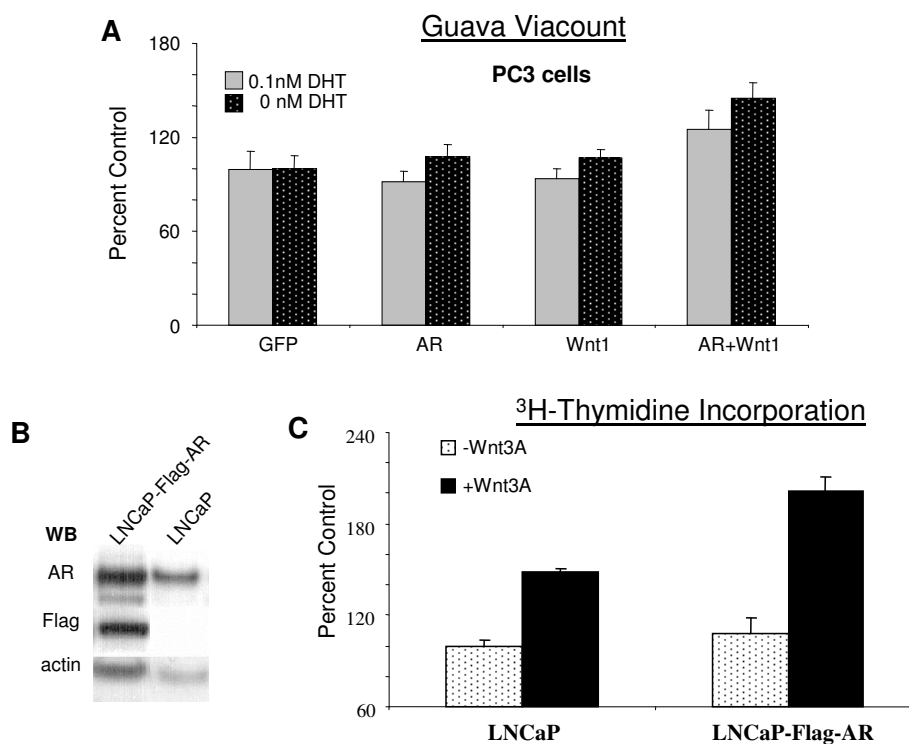 A
Guava Viacount
180
120
60
0
Percent Control
0.1nM DHT
0 nM DHT
PC3 cells
GFP
AR
Wnt1
AR+Wnt1
B
LNCaP-Flag-AR
LNCaP
WB
AR
Flag
actin
C
³H-Thymidine Incorporation
240
180
120
60
Percent Control
-Wnt3A
+Wnt3A
LNCaP
LNCaP-Flag-AR